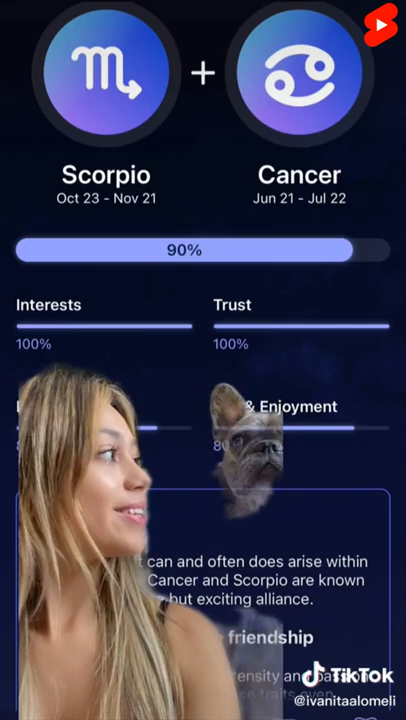 Scorpio
Cancer
Oct 23 - Nov 21
Jun 21 - Jul 22
90%
Interests
Trust
100%
100%
& Enjoyment
80
can and often does arise within
Cancer and Scorpio are known
but exciting alliance.
friendship
TikTok
@ivanitaalomeli